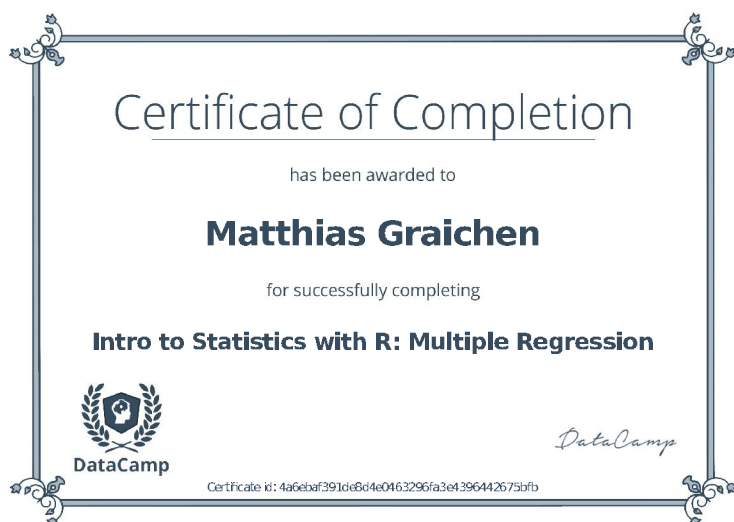 Certificate of Completion
has been awarded to
Matthias Graichen
for successfully completing
Intro to Statistics with R: Multiple Regression
DataCamp
DataCamp
Certificate id: 4a6ebaf391de8d4e0463296fa3e4396442675bfb